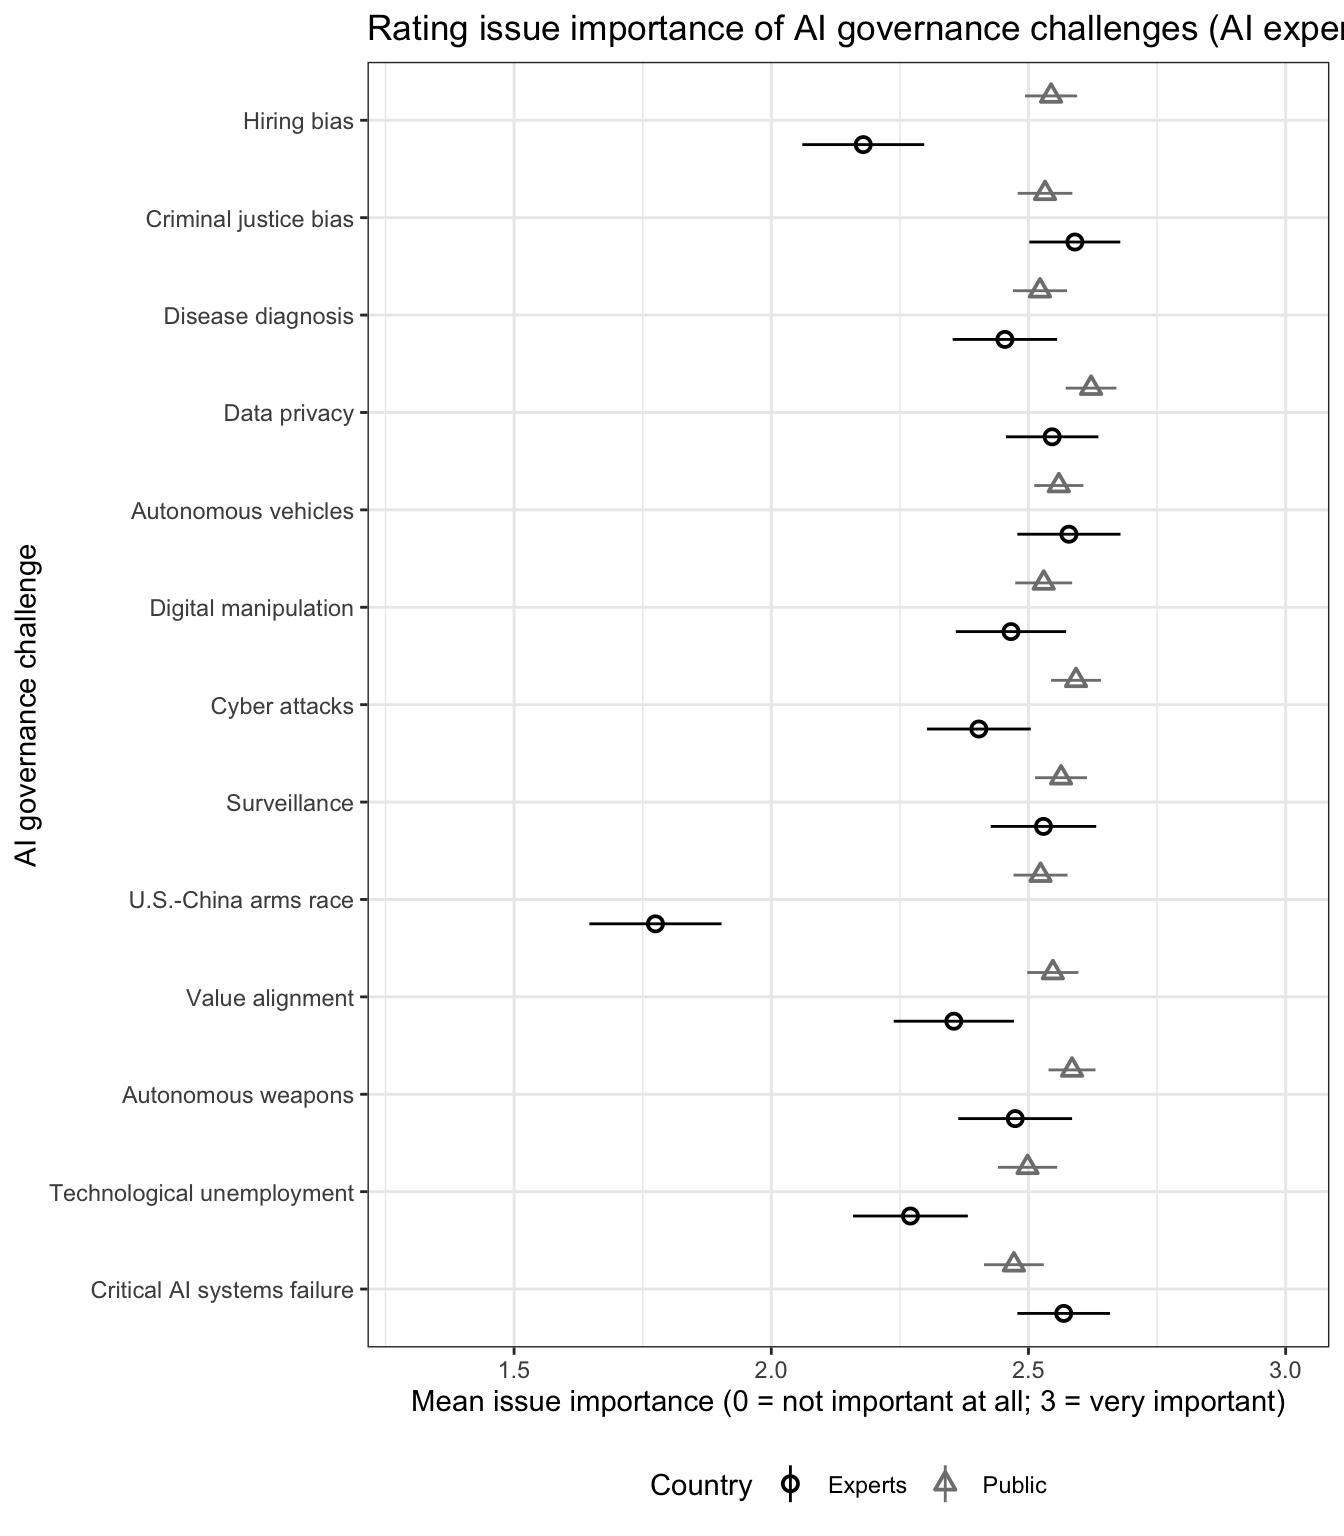 Rating issue importance of AI governance challenges (AI exper
Hiring bias
Criminal justice bias
Disease diagnosis
Data privacy
Autonomous vehicles
Digital manipulation
Cyber attacks
Surveillance
U.S.-China arms race
Value alignment
Autonomous weapons
Technological unemployment
Critical AI systems failure
AI governance challenge
1.5 2.0 2.5 3.0
Mean issue importance (0 = not important at all; 3 = very important)
Country Experts Public